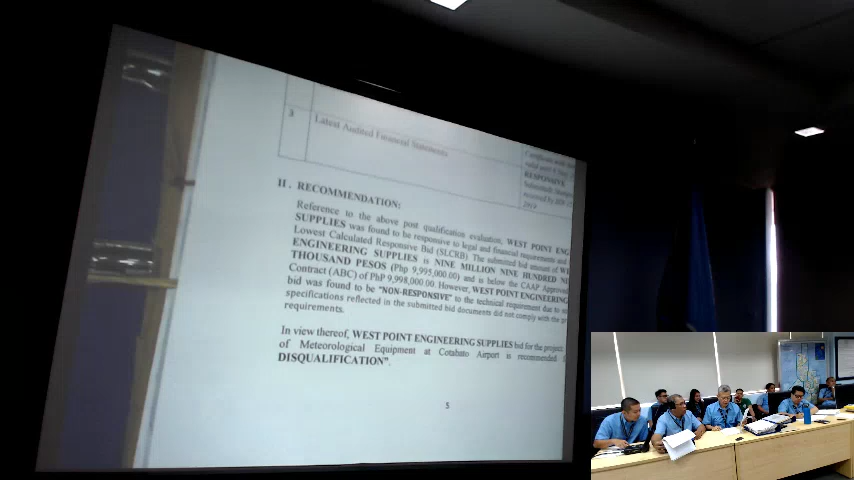 3 Latest Audited Financial Statements
RESPONSIVE
II. RECOMMENDATION:
Reference to the above post qualification evaluation, WEST POINT ENG
SUPPLIES was found to be responsive to legal and financial requirements and
Lowest Calculated Responsive Bid (SLCRB). The submitted bid amount of WE
ENGINEERING SUPPLIES is NINE MILLION NINE HUNDRED NI
THOUSAND PESOS (Php 9,995,000.00) and is below the CAAP Approved
Contract (ABC) of PhP 9,998,000.00. However, WEST POINT ENGINEERING
bid was found to be "NON-RESPONSIVE" to the technical requirement due to
specifications reflected in the submitted bid documents did not comply with the
requirements.
In view thereof, WEST POINT ENGINEERING SUPPLIES bid for the project,
of Meteorological Equipment at Cotabato Airport is recommended
DISQUALIFICATION".
5